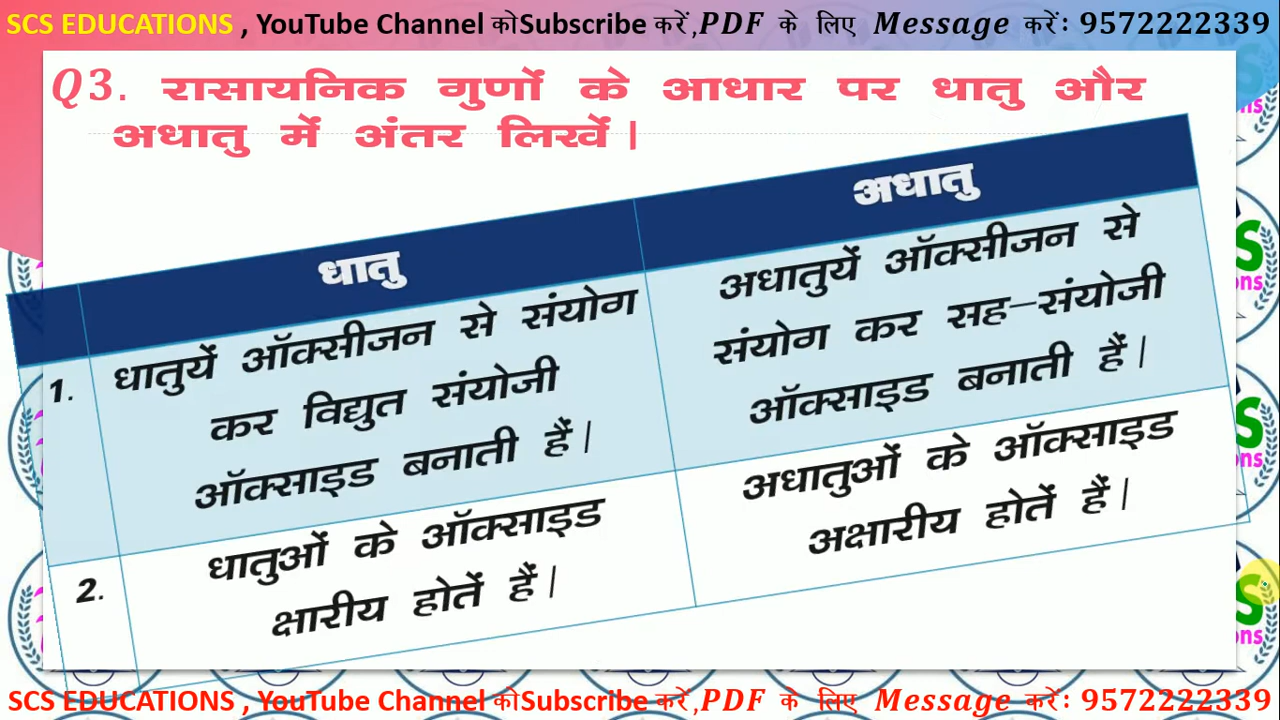 SCS EDUCATIONS , YouTube Channel कोSubscribe करें,PDF के लिए Message करें: 9572222339
Q3. रासायनिक गुणों के आधार पर धातु और
अधातु में अंतर लिखें|
धातु
अधातु
1.
धातुयें ऑक्सीजन से संयोग
कर विद्युत संयोजी
ऑक्साइड बनाती हैं|
अधातुयें ऑक्सीजन से
संयोग कर सह-संयोजी
ऑक्साइड बनाती हैं|
2.
धातुओं के ऑक्साइड
क्षारीय होतें हैं|
अधातुओं के ऑक्साइड
अक्षारीय होतें हैं|
SCS EDUCATIONS , YouTube Channel कोSubscribe करें,PDF के लिए Message करें: 9572222339